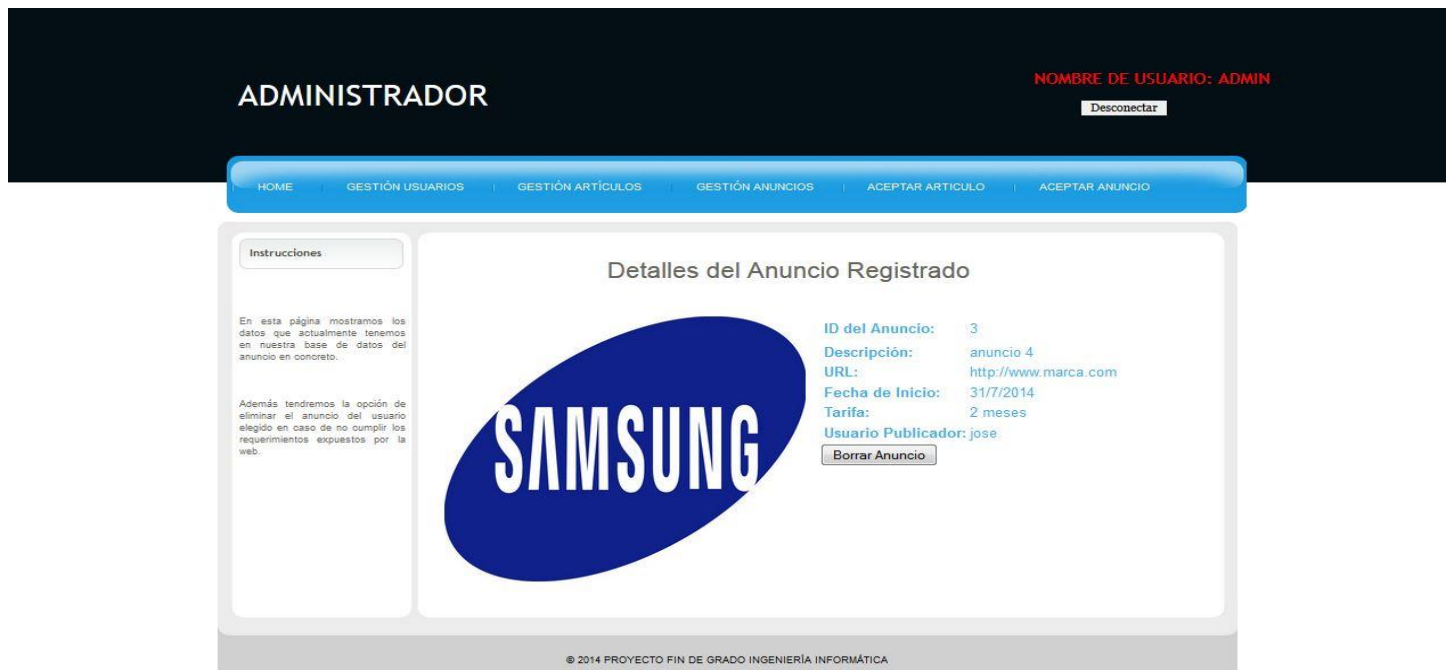 ADMINISTRADOR
NOMBRE DE USUARIO: ADMIN
Desconectar
HOME | GESTIÓN USUARIOS | GESTIÓN ARTÍCULOS | GESTIÓN ANUNCIOS | ACEPTAR ARTICULO | ACEPTAR ANUNCIO
Instrucciones
En esta página mostramos los
datos que actualmente tenemos
en nuestra base de datos del
anuncio en concreto.
Además tendremos la opción de
eliminar el anuncio del usuario
elegido en caso de no cumplir los
requerimientos expuestos por la
web.
Detalles del Anuncio Registrado
SAMSUNG
ID del Anuncio: 3
Descripción: anuncio 4
URL: http://www.marca.com
Fecha de Inicio: 31/7/2014
Tarifa: 2 meses
Usuario Publicador: jose
Borrar Anuncio
© 2014 PROYECTO FIN DE GRADO INGENIERÍA INFORMÁTICA